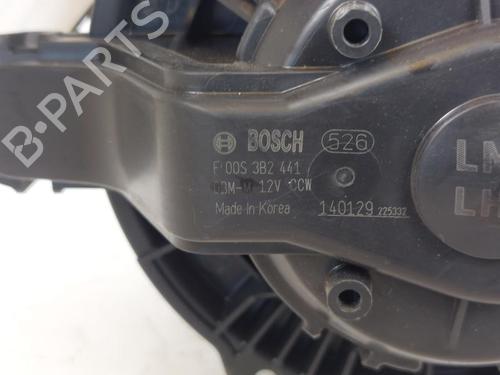 B-PARTS
BOSCH 526
F 00S 3B2 441
12V CCW
Made in Korea 140129 225332